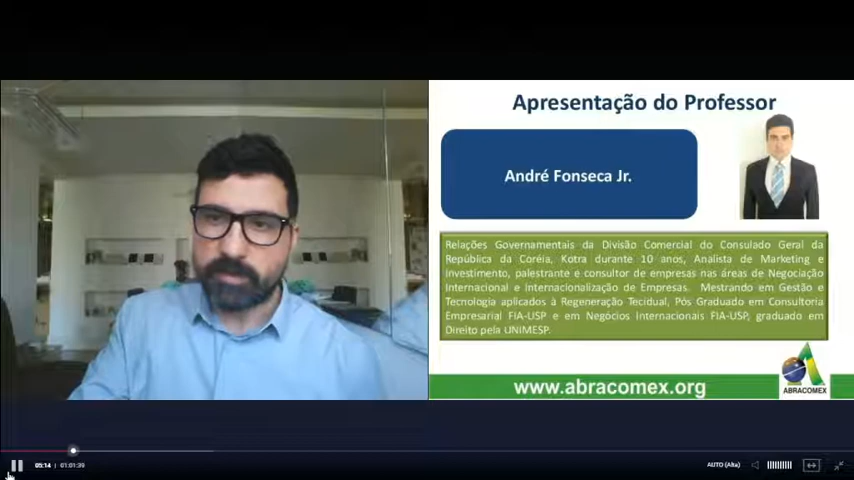 Apresentação do Professor
André Fonseca Jr.
Relações Governamentais da Divisão Comercial do Consulado Geral da
República da Coréia, Kotra durante 10 anos, Analista de Marketing e
Investimento, palestrante e consultor de empresas nas áreas de Negociação
Internacional e Internacionalização de Empresas. Mestrando em Gestão e
Tecnologia aplicados à Regeneração Tecidual, Pós Graduado em Consultoria
Empresarial FIA-USP e em Negócios Internacionais FIA-USP, graduado em
Direito pela UNIMESP.
www.abracomex.org
ABRACOMEX
05:14 | 01:01:39
AUTO (Alta)